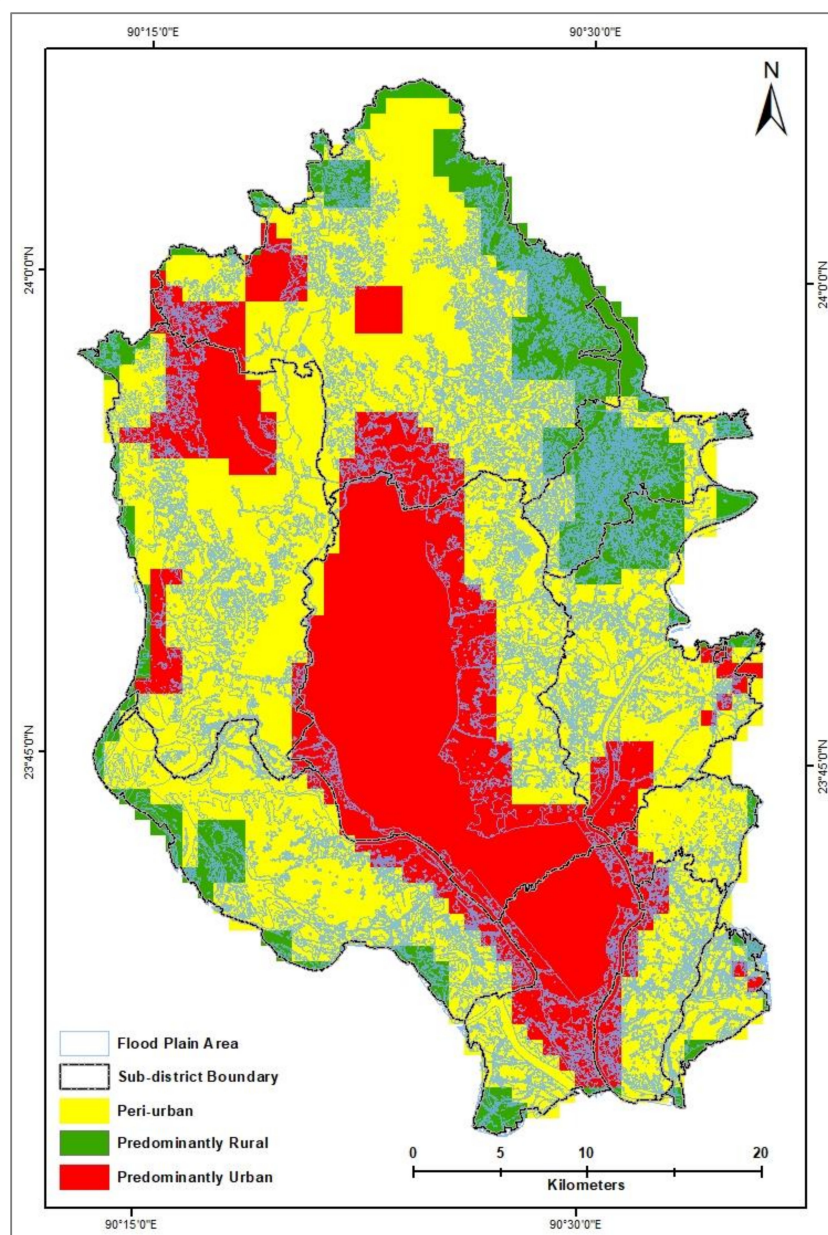 90°15'0"E 90°30'0"E
N
24°0'0"N 24°0'0"N
23°45'0"N 23°45'0"N
Flood Plain Area
Sub-district Boundary
Peri-urban
Predominantly Rural
Predominantly Urban
0 5 10 20
Kilometers
90°15'0"E 90°30'0"E